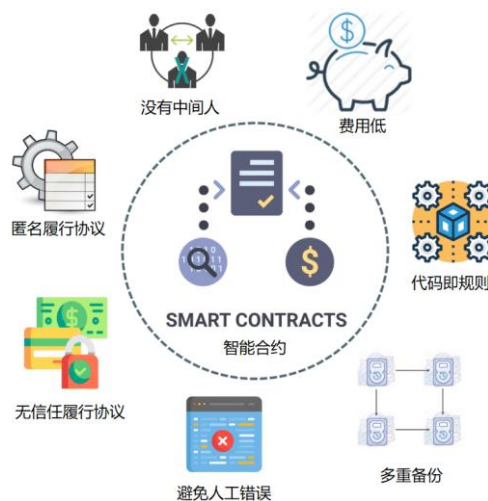 没有中间人
费用低
匿名履行协议
代码即规则
SMART CONTRACTS
智能合约
无信任履行协议
多重备份
避免人工错误